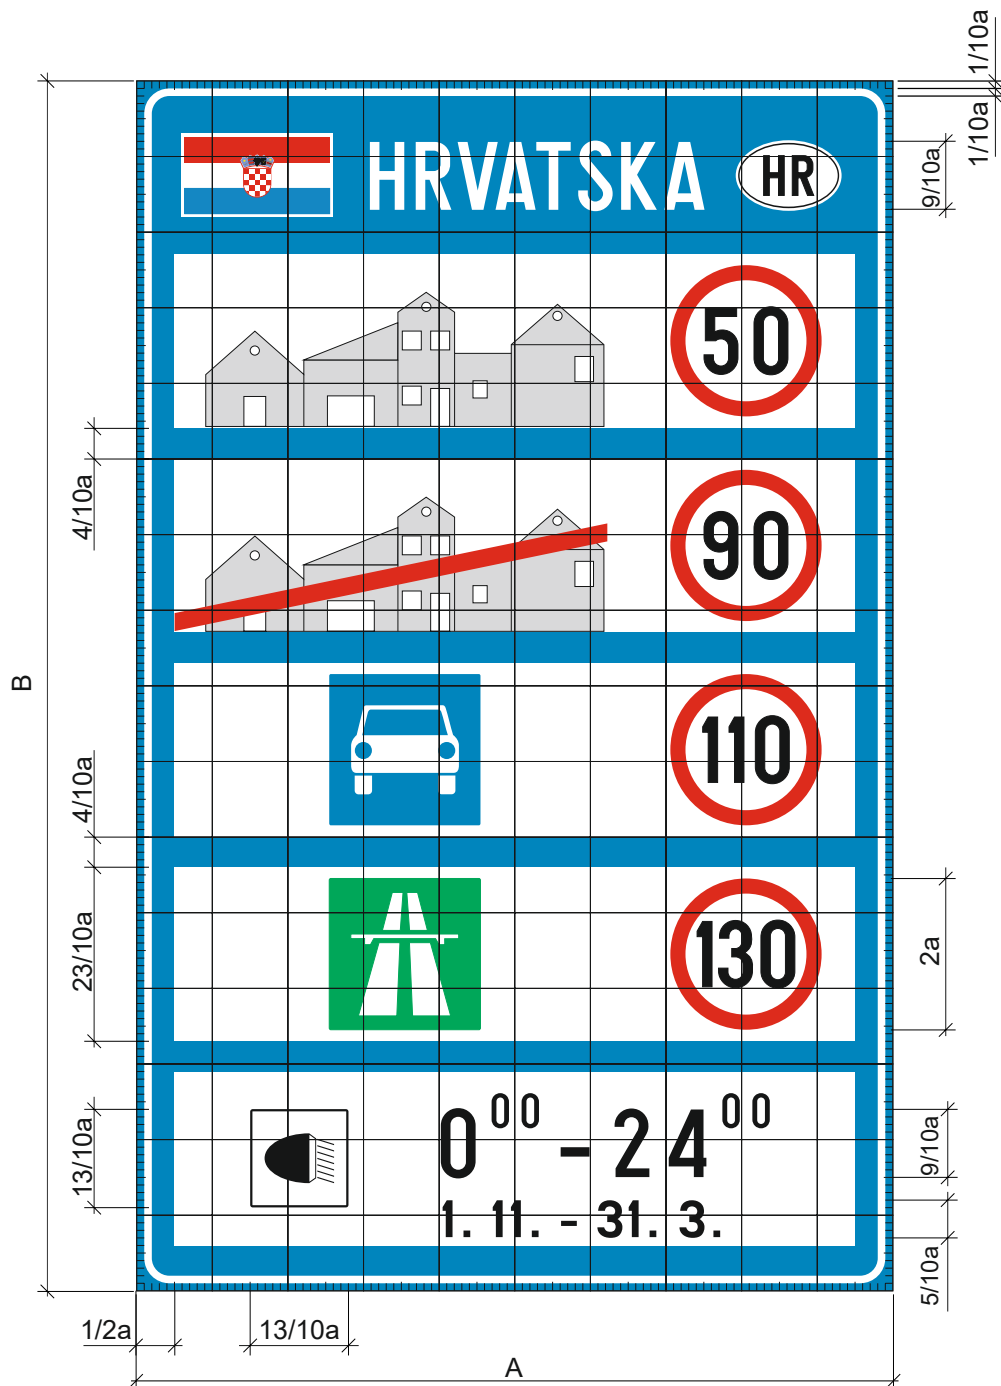 1/10a
1/10a
HRVATSKA
HR
9/10a
50
4/10a
90
B
110
4/10a
130
23/10a
2a
0⁰⁰ - 24⁰⁰
1. 11. - 31. 3.
13/10a
9/10a
5/10a
1/2a
13/10a
A